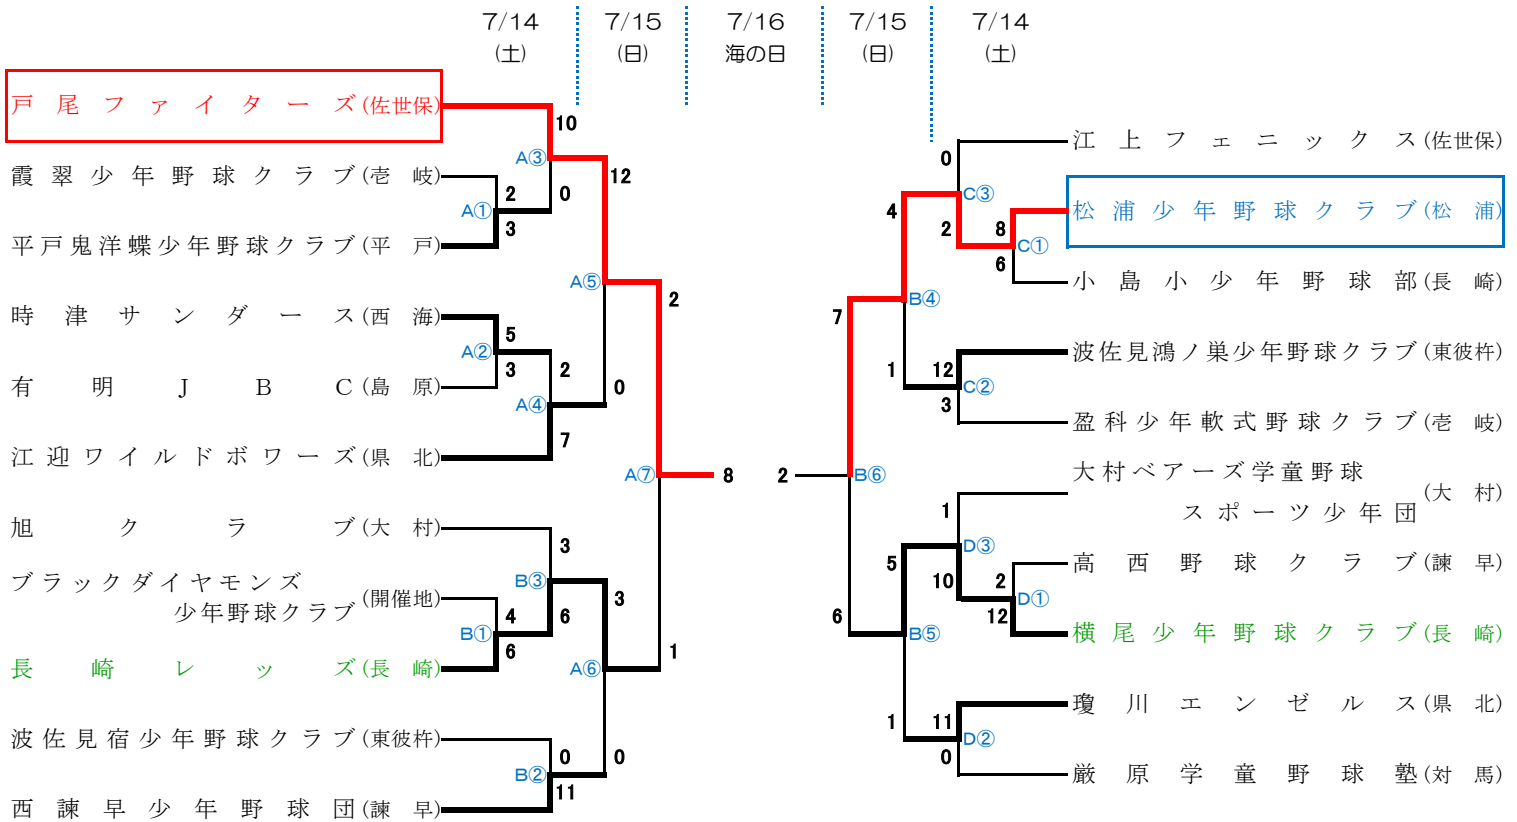 7/14 7/15 7/16 7/15 7/14
(土) (日) 海の日 (日) (土)
戸尾ファイターズ(佐世保)
霞翠少年野球クラブ(壱岐)
平戸鬼洋蝶少年野球クラブ(平戸)
時津サンダース(西海)
有明JBC(島原)
江迎ワイルドボワーズ(県北)
旭クラブ(大村)
ブラックダイヤモンズ
少年野球クラブ(開催地)
長崎レッズ(長崎)
波佐見宿少年野球クラブ(東彼杵)
西諫早少年野球団(諫早)
10
A③
0
2
A①
3
12
A⑤
0
5
A②
3
2
A④
7
2
A⑦
1
8
3
B③
6
4
B①
6
3
A⑥
0
0
B②
11
2
7
B⑥
6
4
B④
1
0
C③
2
8
C①
6
12
C②
3
5
B⑤
1
1
D③
10
2
D①
12
11
D②
0
江上フェニックス(佐世保)
松浦少年野球クラブ(松浦)
小島小少年野球部(長崎)
波佐見鴻ノ巣少年野球クラブ(東彼杵)
盈科少年軟式野球クラブ(壱岐)
大村ベアーズ学童野球
スポーツ少年団(大村)
高西野球クラブ(諫早)
横尾少年野球クラブ(長崎)
瓊川エンゼルス(県北)
厳原学童野球塾(対馬)